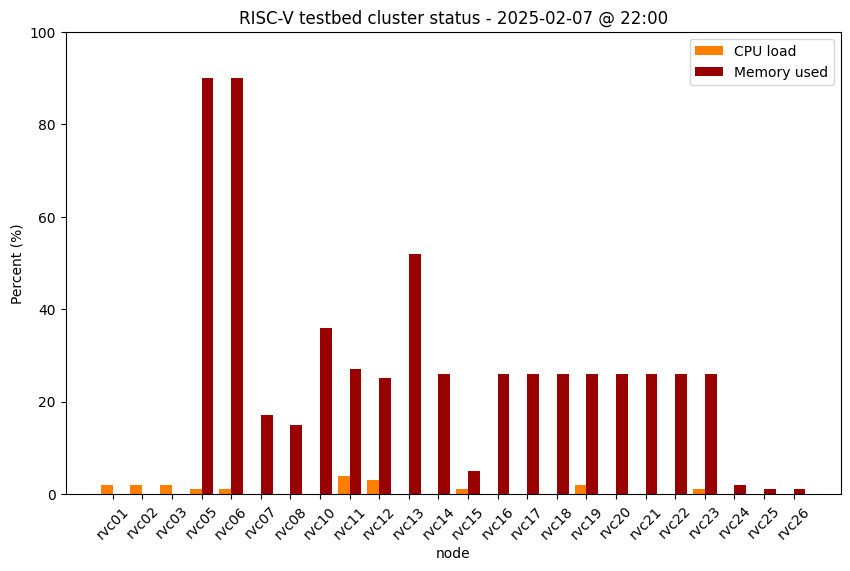 RISC-V testbed cluster status - 2025-02-07 @ 22:00
CPU load
Memory used
Percent (%)
100
80
60
40
20
0
rvc01
rvc02
rvc03
rvc05
rvc06
rvc07
rvc08
rvc10
rvc11
rvc12
rvc13
rvc14
rvc15
rvc16
rvc17
rvc18
rvc19
rvc20
rvc21
rvc22
rvc23
rvc24
rvc25
rvc26
node